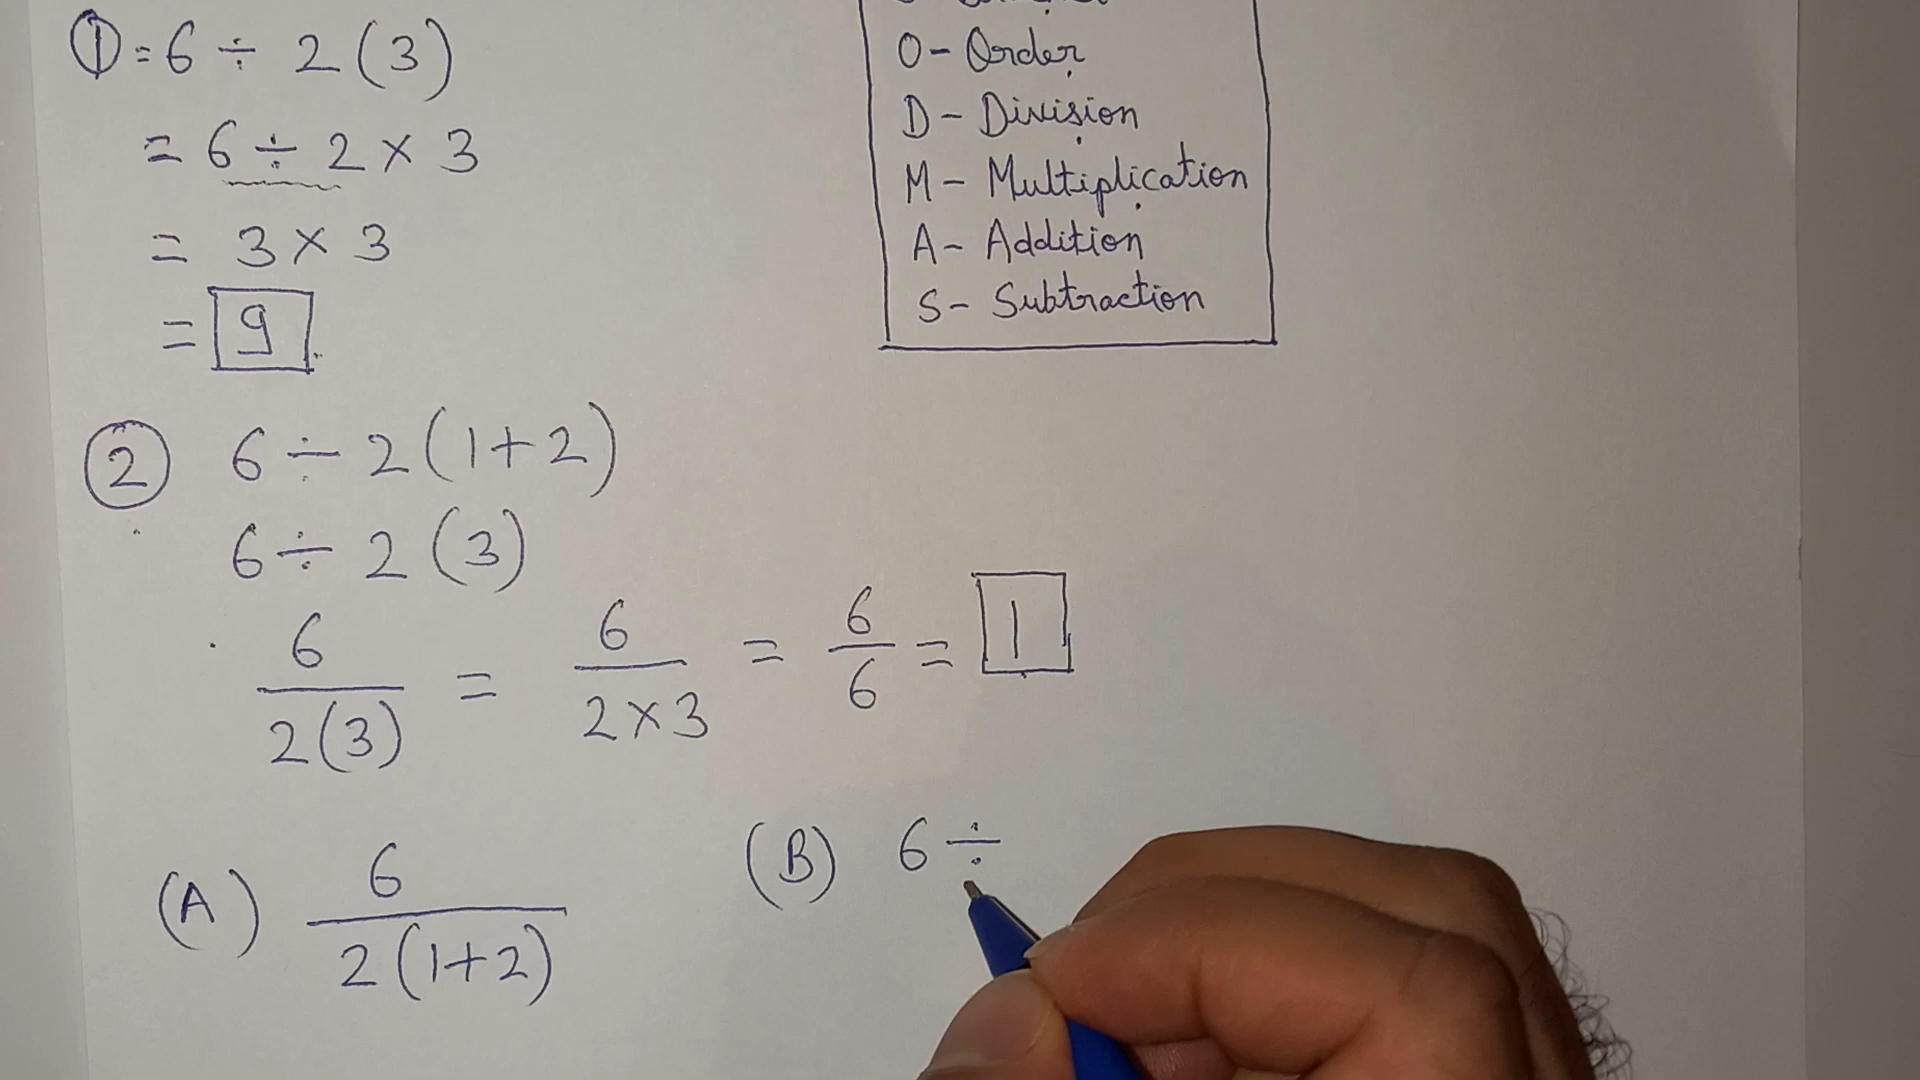 ① = 6 ÷ 2 (3)
= 6 ÷ 2 × 3
= 3 × 3
= 9
O - Order
D - Division
M - Multiplication
A - Addition
S - Subtraction
② 6 ÷ 2 (1+2)
6 ÷ 2 (3)
6 / 2(3) = 6 / 2×3 = 6 / 6 = 1
(A) 6 / 2(1+2)
(B) 6 ÷